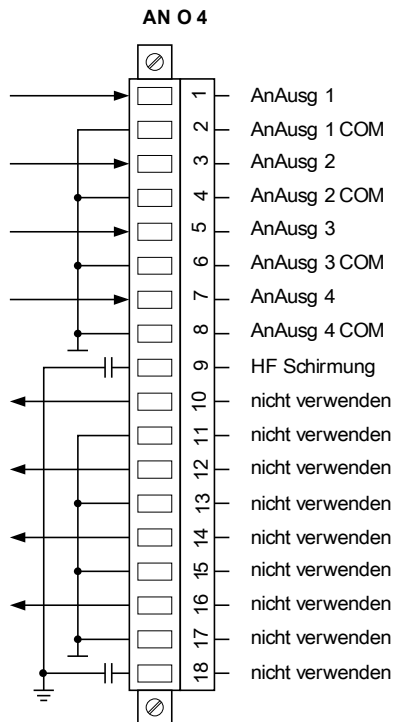 AN O 4
1 AnAusg 1
2 AnAusg 1 COM
3 AnAusg 2
4 AnAusg 2 COM
5 AnAusg 3
6 AnAusg 3 COM
7 AnAusg 4
8 AnAusg 4 COM
9 HF Schirmung
10 nicht verwenden
11 nicht verwenden
12 nicht verwenden
13 nicht verwenden
14 nicht verwenden
15 nicht verwenden
16 nicht verwenden
17 nicht verwenden
18 nicht verwenden